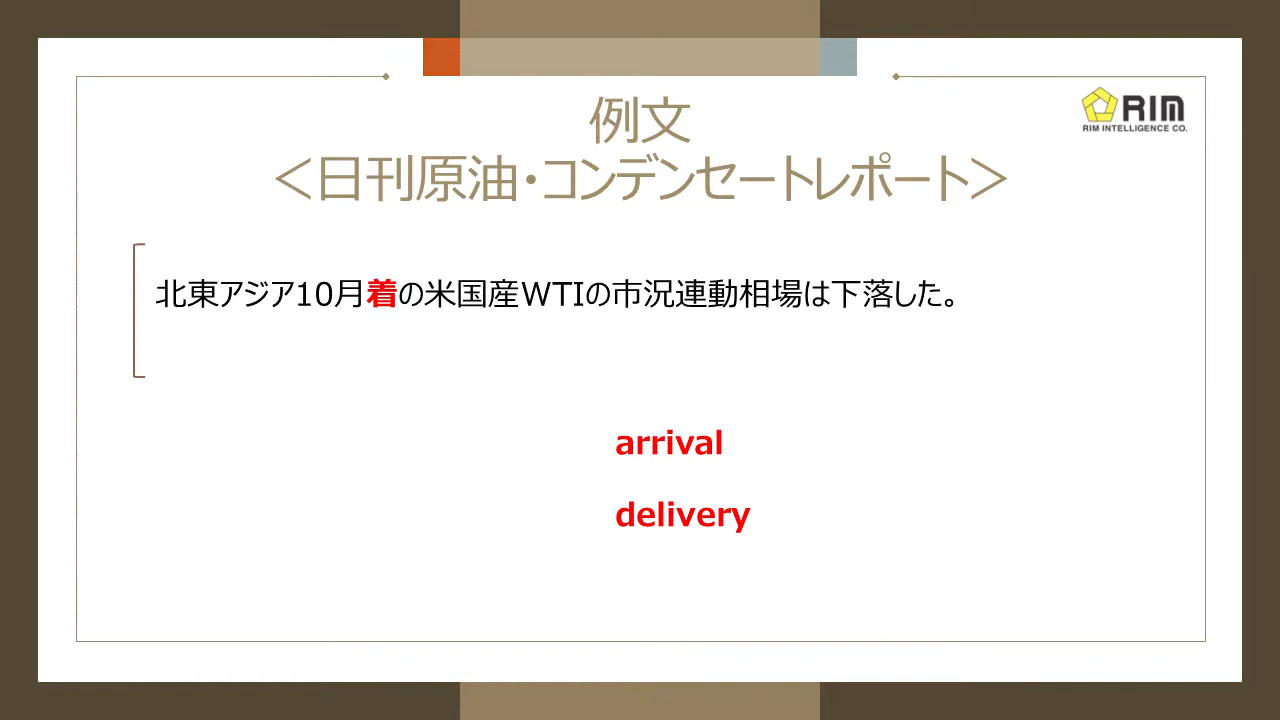 例文
＜日刊原油・コンデンセートレポート＞
RIM
RIM INTELLIGENCE CO.
北東アジア10月着の米国産WTIの市況連動相場は下落した。
arrival
delivery